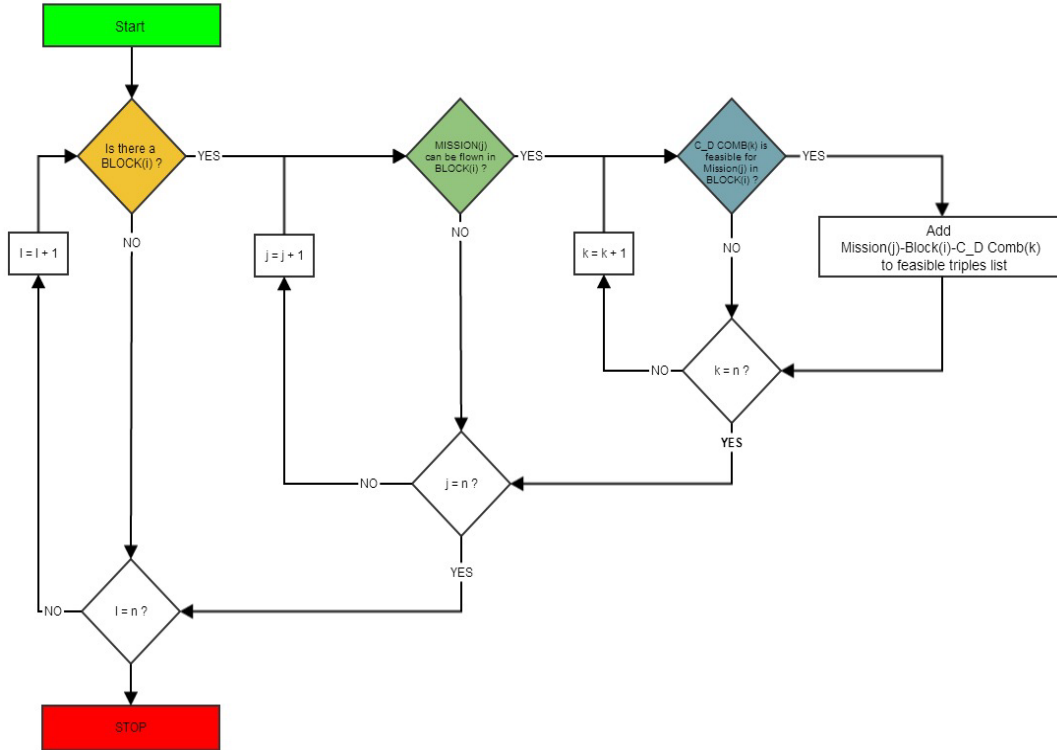 Start
Is there a
BLOCK(i) ?
YES
MISSION(j)
can be flown in
BLOCK(i) ?
YES
C_D COMB(k) is
feasible for
Mission(j) in
BLOCK(i) ?
YES
NO
I = I + 1
j = j + 1
NO
k = k + 1
NO
Add
Mission(j)-Block(i)-C_D Comb(k)
to feasible triples list
NO
k = n ?
YES
NO
j = n ?
YES
NO
I = n ?
STOP